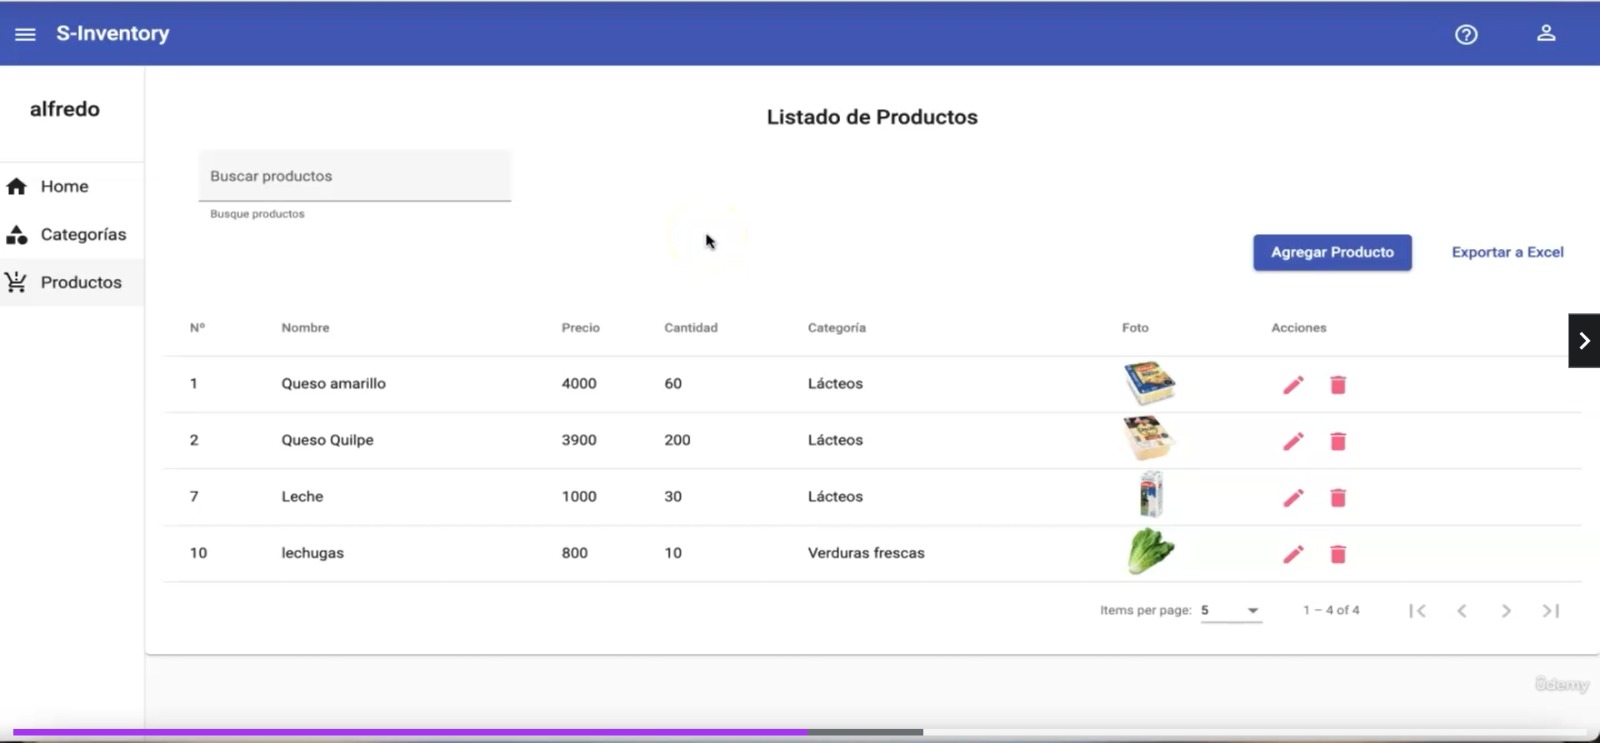 S-Inventory
alfredo
Home
Categorías
Productos
Listado de Productos
Buscar productos
Busque productos
Agregar Producto
Exportar a Excel
Nº Nombre Precio Cantidad Categoría Foto Acciones
1 Queso amarillo 4000 60 Lácteos
2 Queso Quilpe 3900 200 Lácteos
7 Leche 1000 30 Lácteos
10 lechugas 800 10 Verduras frescas
Items per page: 5 1 – 4 of 4
ûdemy